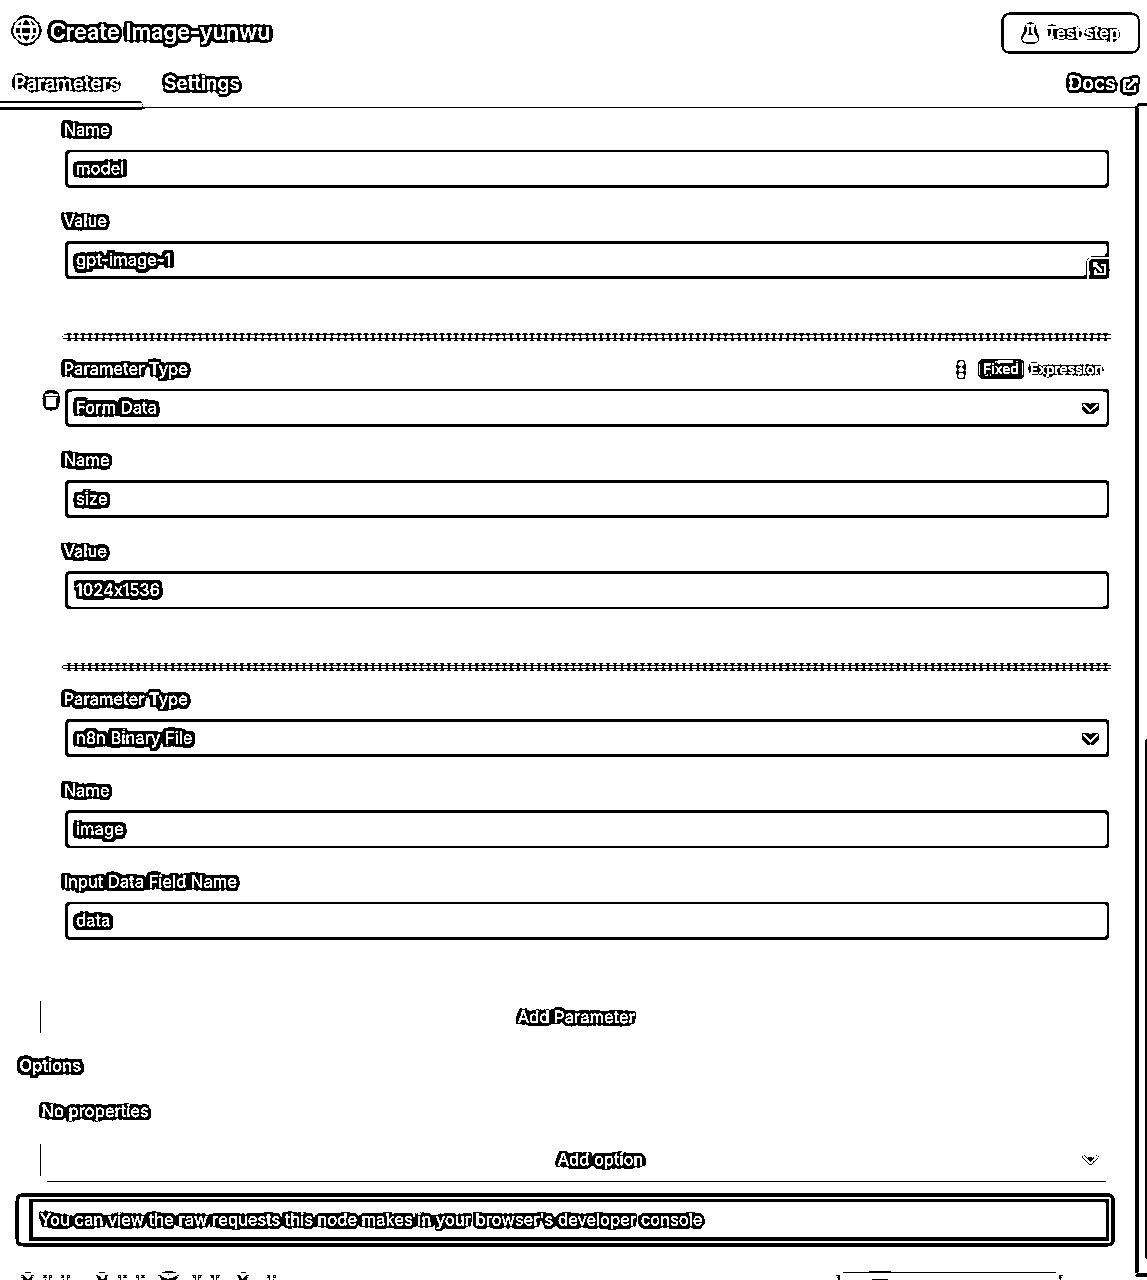 Create Image-yunwu
Test step
Parameters
Settings
Docs
Name
model
Value
gpt-image-1
Parameter Type
Fixed
Expression
Form Data
Name
size
Value
1024x1536
Parameter Type
n8n Binary File
Name
image
Input Data Field Name
data
Add Parameter
Options
No properties
Add option
You can view the raw requests this node makes in your browser's developer console